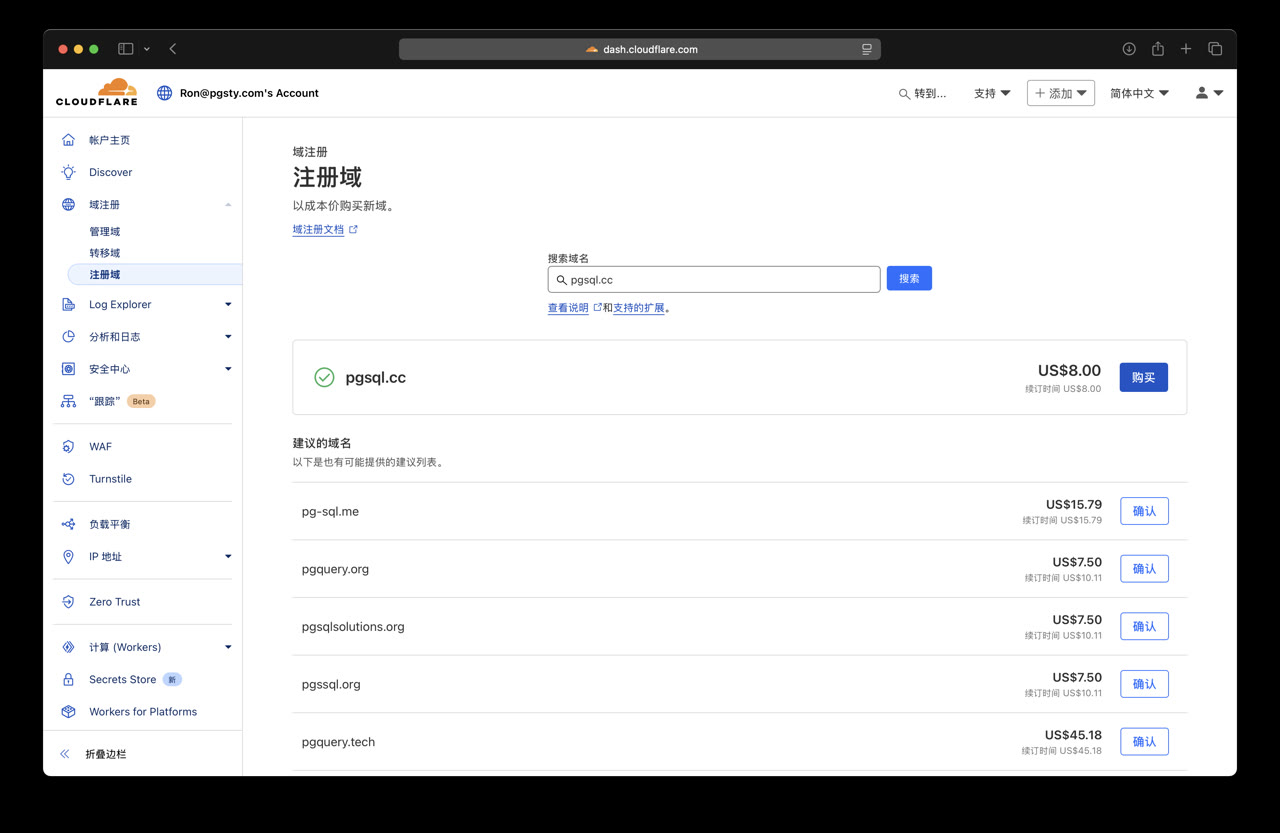 dash.cloudflare.com
CLOUDFLARE
Ron@pgsty.com's Account
转到...
支持
添加
简体中文
帐户主页
Discover
域注册
管理域
转移域
注册域
Log Explorer
分析和日志
安全中心
“跟踪” Beta
WAF
Turnstile
负载平衡
IP 地址
Zero Trust
计算 (Workers)
Secrets Store 新
Workers for Platforms
折叠边栏
域注册
注册域
以成本价购买新域。
域注册文档
搜索域名
pgsql.cc
搜索
查看说明和支持的扩展。
pgsql.cc
US$8.00
续订时间 US$8.00
购买
建议的域名
以下是也有可能提供的建议列表。
pg-sql.me
US$15.79
续订时间 US$15.79
确认
pgquery.org
US$7.50
续订时间 US$10.11
确认
pgsqlsolutions.org
US$7.50
续订时间 US$10.11
确认
pgssql.org
US$7.50
续订时间 US$10.11
确认
pgquery.tech
US$45.18
续订时间 US$45.18
确认